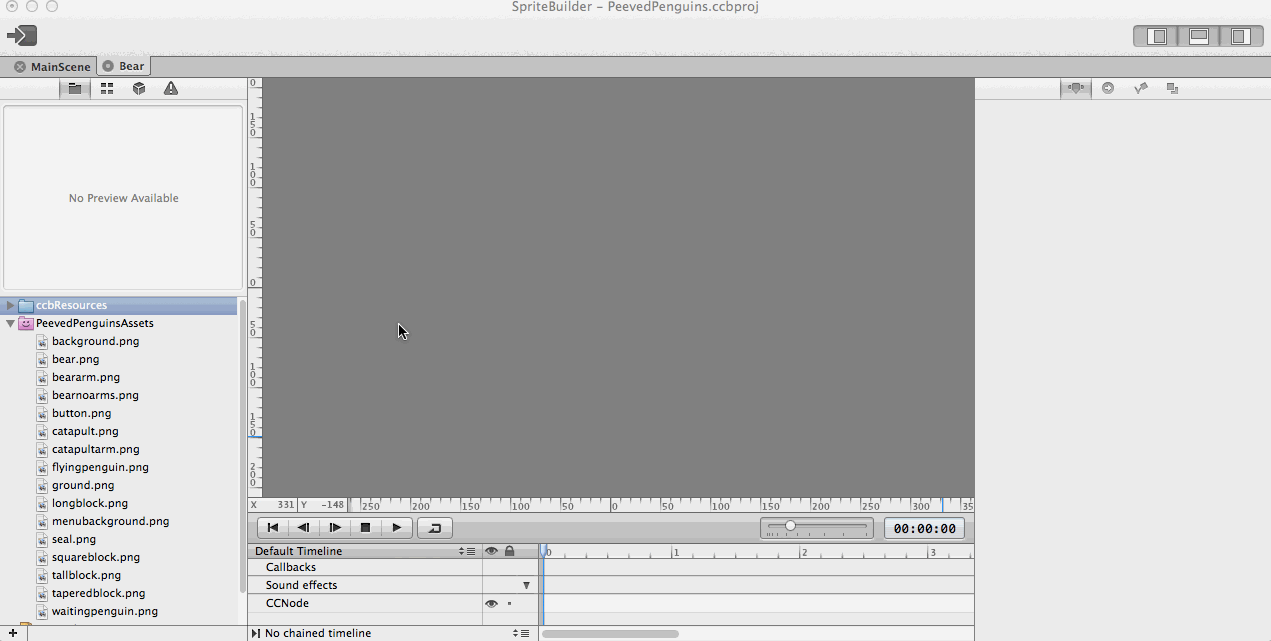 SpriteBuilder – PeevedPenguins.ccbproj
MainScene
Bear
No Preview Available
ccbResources
PeevedPenguinsAssets
background.png
bear.png
beararm.png
bearnoarms.png
button.png
catapult.png
catapultarm.png
flyingpenguin.png
ground.png
longblock.png
menubackground.png
seal.png
squareblock.png
tallblock.png
taperedblock.png
waitingpenguin.png
0
150
100
50
0
50
100
150
200
X 331 Y -148
250 200 150 100 50 0 50 100 150 200 250 300 35
00:00:00
Default Timeline
0 1 2 3
Callbacks
Sound effects
CCNode
No chained timeline